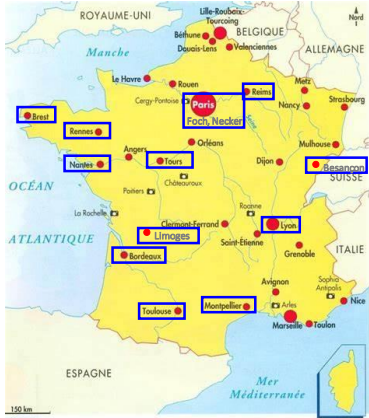 ROYAUME-UNI
Lille-Roubaix-
Tourcoing
BELGIQUE
Nord
Béthune
Douais-Lens
Valenciennes
ALLEMAGNE
Manche
Le Havre
Rouen
Reims
Metz
Cergy-Pontoise
Paris
Nancy
Strasbourg
Foch, Necker
Brest
Rennes
Orléans
Mulhouse
Angers
Nantes
Tours
Dijon
Besançon
SUISSE
Châteauroux
Poitiers
OCÉAN
La Rochelle
Roanne
Clermont-Ferrand
Lyon
ATLANTIQUE
Limoges
Saint-Étienne
ITALIE
Grenoble
Bordeaux
Avignon
Sophia
Antipolis
Toulouse
Montpellier
Arles
Nice
Marseille
Toulon
ESPAGNE
Mer
Méditerranée
150 km